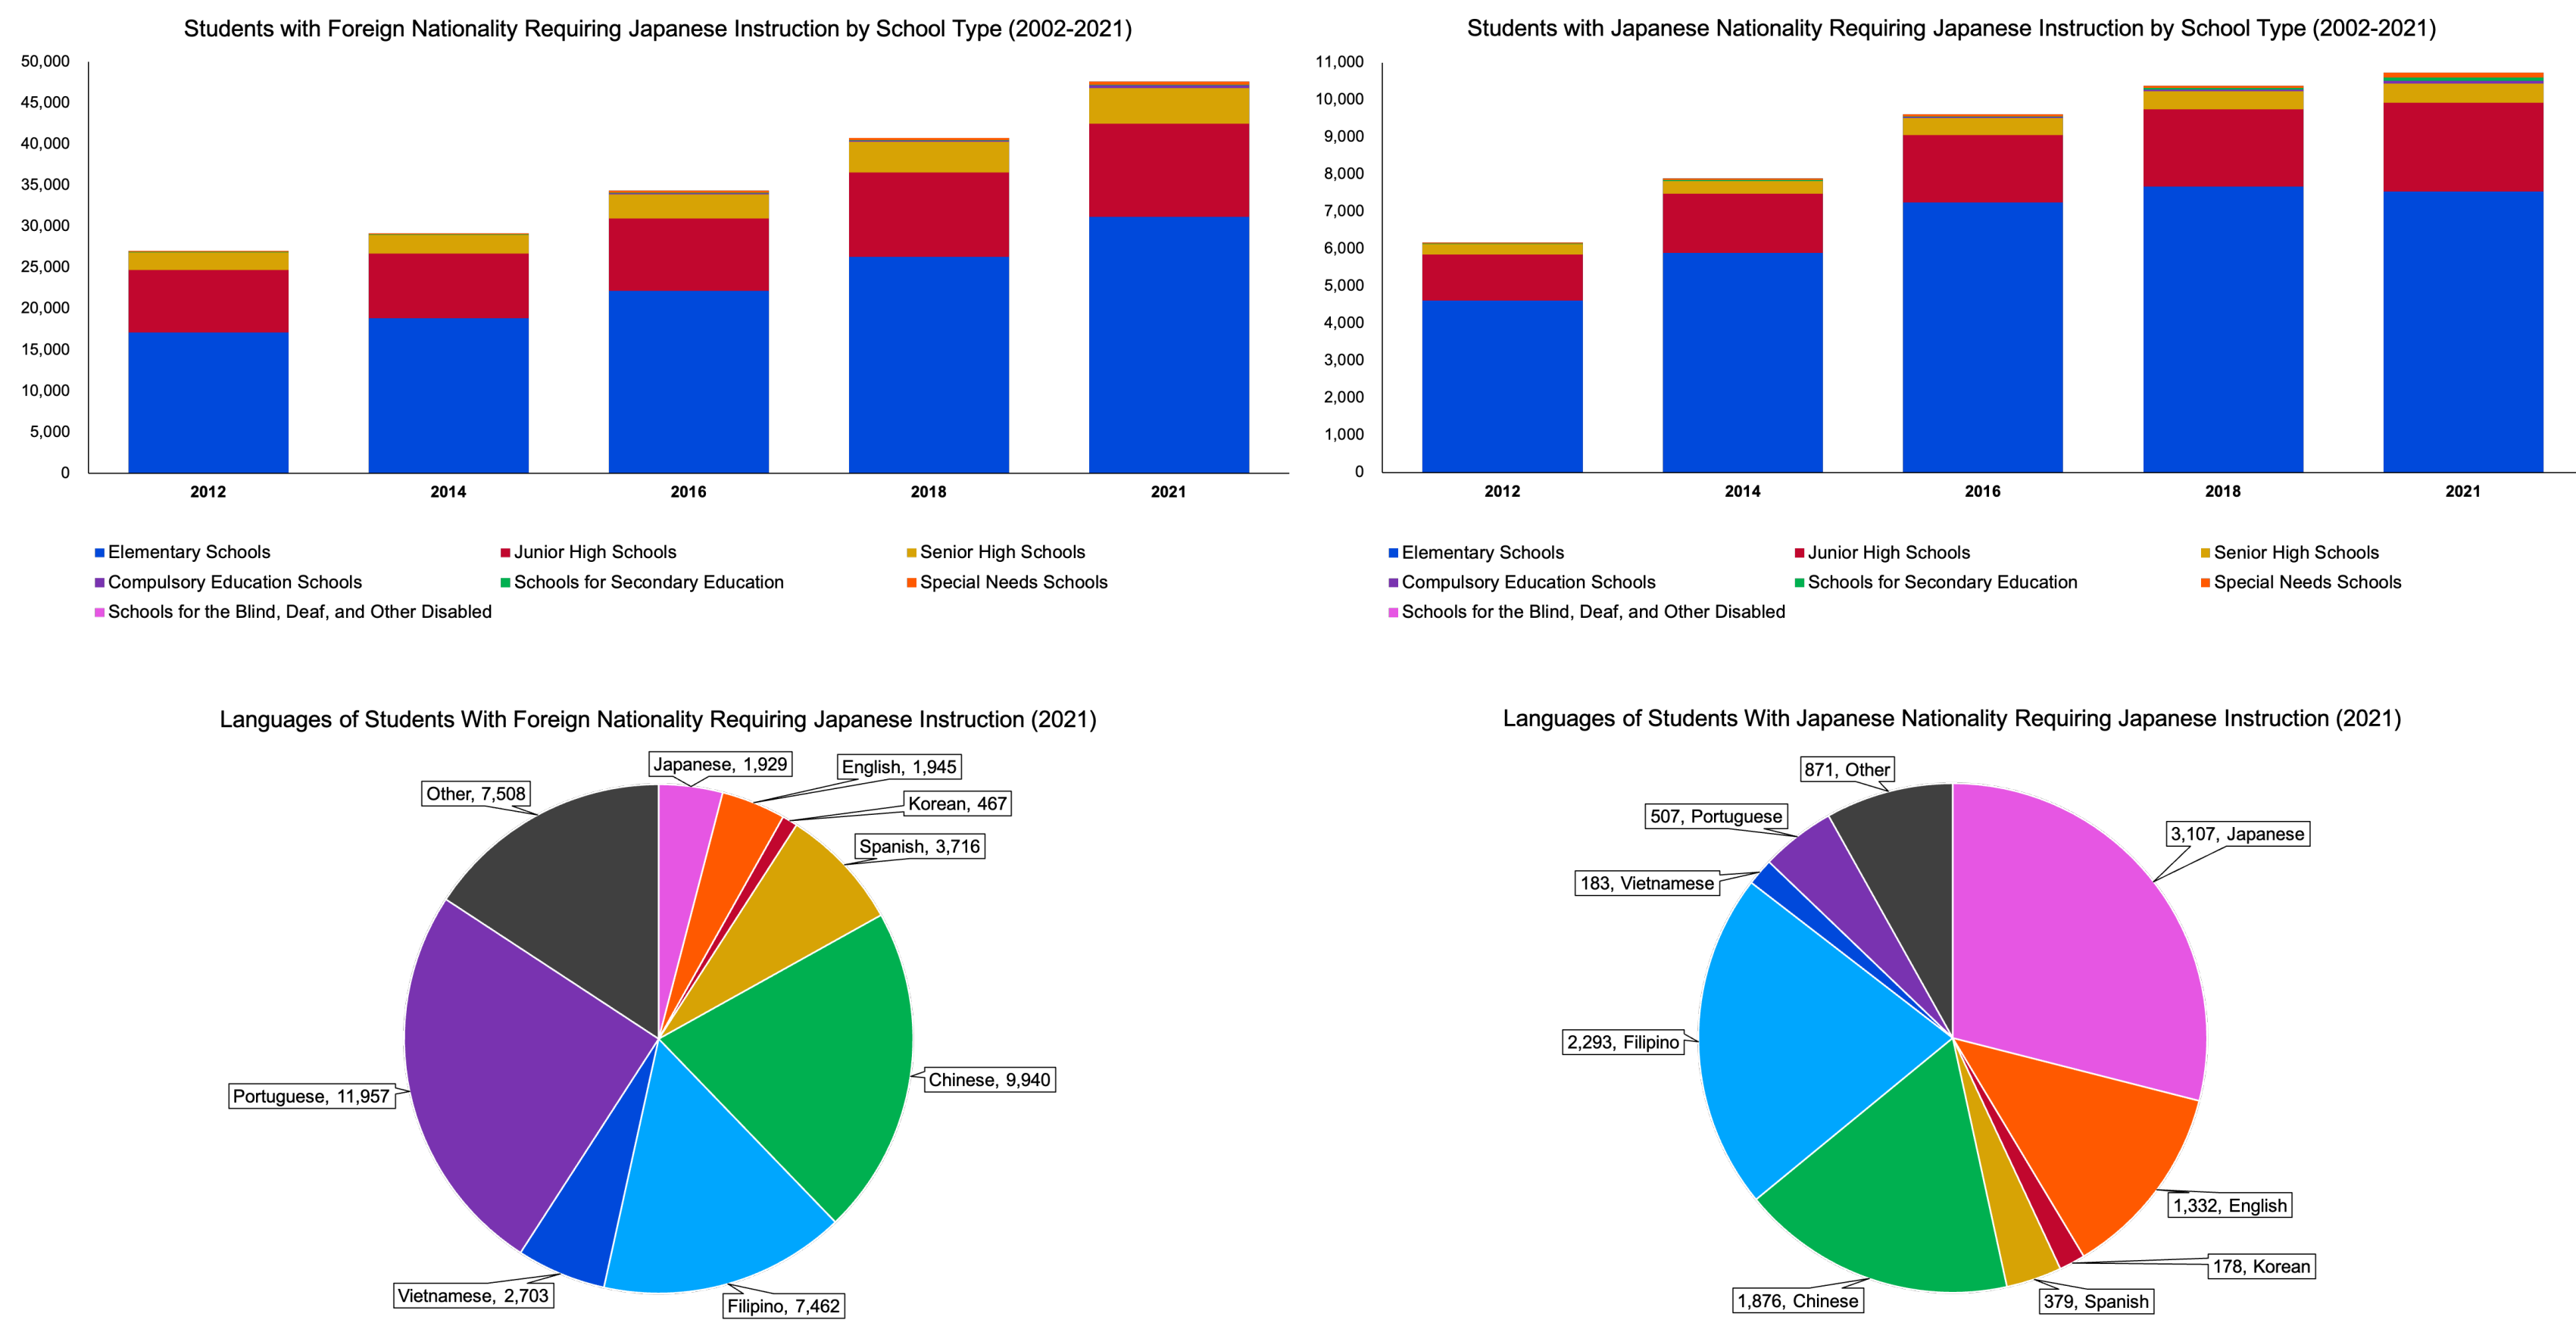 Students with Foreign Nationality Requiring Japanese Instruction by School Type (2002-2021)
50,000
45,000
40,000
35,000
30,000
25,000
20,000
15,000
10,000
5,000
0
2012 2014 2016 2018 2021
Elementary Schools Junior High Schools Senior High Schools
Compulsory Education Schools Schools for Secondary Education Special Needs Schools
Schools for the Blind, Deaf, and Other Disabled
Students with Japanese Nationality Requiring Japanese Instruction by School Type (2002-2021)
11,000
10,000
9,000
8,000
7,000
6,000
5,000
4,000
3,000
2,000
1,000
0
2012 2014 2016 2018 2021
Elementary Schools Junior High Schools Senior High Schools
Compulsory Education Schools Schools for Secondary Education Special Needs Schools
Schools for the Blind, Deaf, and Other Disabled
Languages of Students With Foreign Nationality Requiring Japanese Instruction (2021)
Japanese, 1,929
English, 1,945
Other, 7,508
Korean, 467
Spanish, 3,716
Chinese, 9,940
Portuguese, 11,957
Vietnamese, 2,703
Filipino, 7,462
Languages of Students With Japanese Nationality Requiring Japanese Instruction (2021)
871, Other
507, Portuguese
3,107, Japanese
183, Vietnamese
2,293, Filipino
1,332, English
178, Korean
1,876, Chinese
379, Spanish